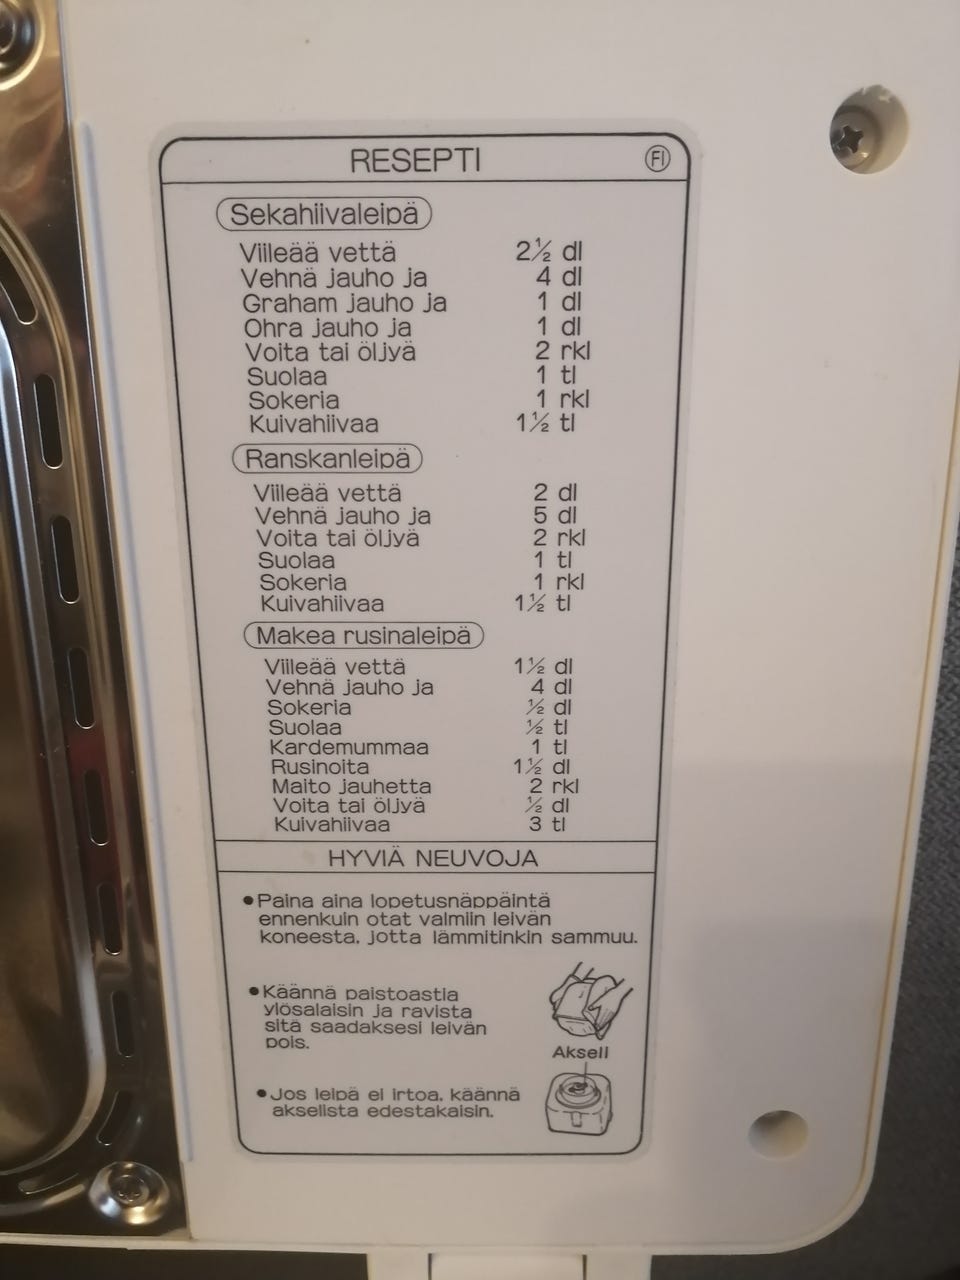 RESEPTI FI
Sekahiivaleipä
Viileää vettä 2½ dl
Vehnä jauho ja 4 dl
Graham jauho ja 1 dl
Ohra jauho ja 1 dl
Voita tai öljyä 2 rkl
Suolaa 1 tl
Sokeria 1 rkl
Kuivahiivaa 1½ tl
Ranskanleipä
Viileää vettä 2 dl
Vehnä jauho ja 5 dl
Voita tai öljyä 2 rkl
Suolaa 1 tl
Sokeria 1 rkl
Kuivahiivaa 1½ tl
Makea rusinaleipä
Viileää vettä 1½ dl
Vehnä jauho ja 4 dl
Sokeria ½ dl
Suolaa ½ tl
Kardemummaa 1 tl
Rusinoita 1½ dl
Maito jauhetta 2 rkl
Voita tai öljyä ½ dl
Kuivahiivaa 3 tl
HYVIÄ NEUVOJA
•Paina aina lopetusnäppäintä
ennenkuin otat valmiin leivän
koneesta, jotta lämmitinkin sammuu.
•Käännä paistoastia
ylösalaisin ja ravista
sitä saadaksesi leivän
pois.
Akseli
•Jos leipä ei irtoa, käännä
akselista edestakaisin.